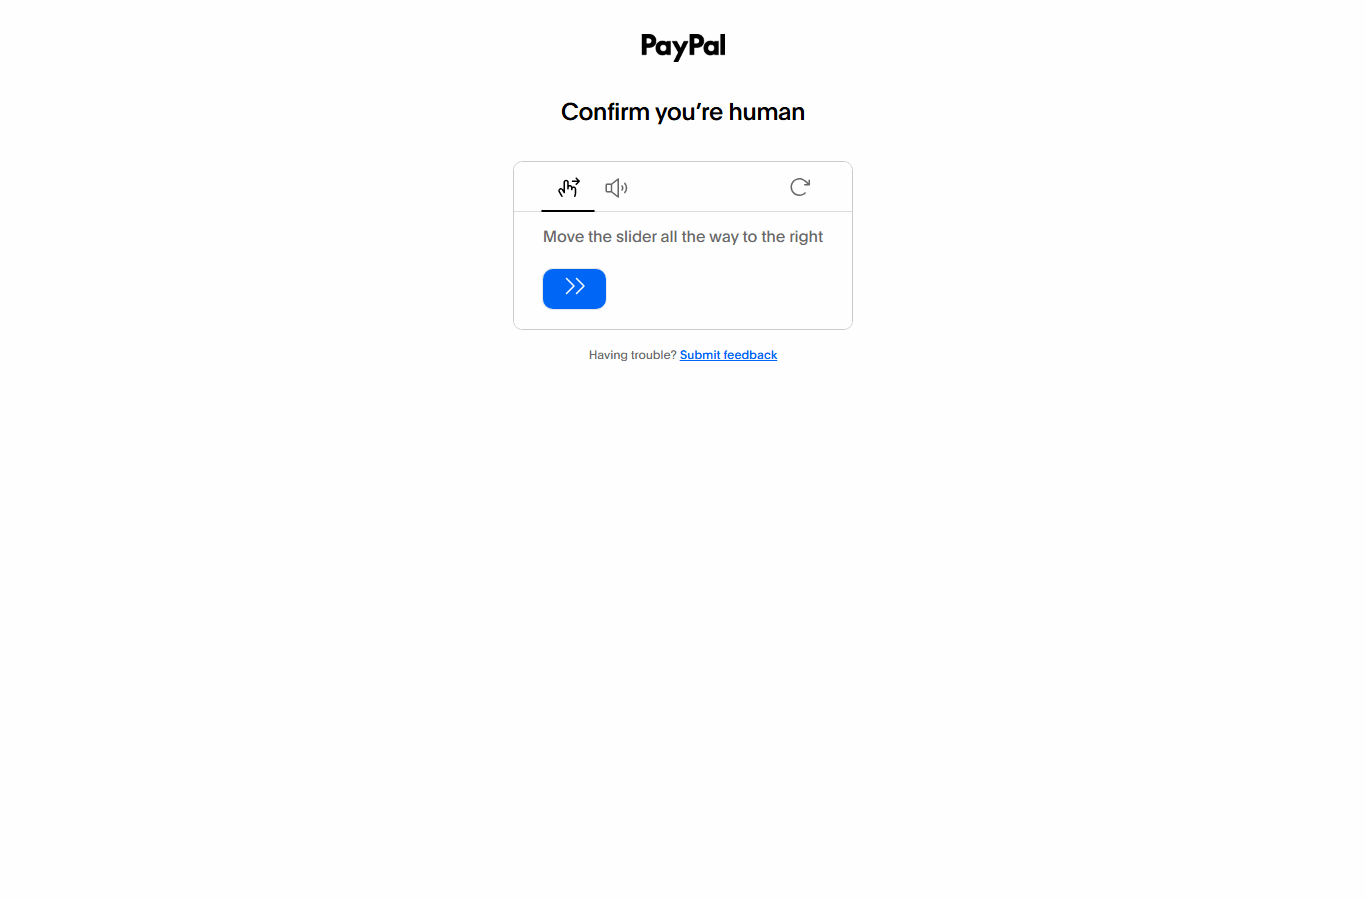 PayPal
Confirm you’re human
Move the slider all the way to the right
Having trouble? Submit feedback